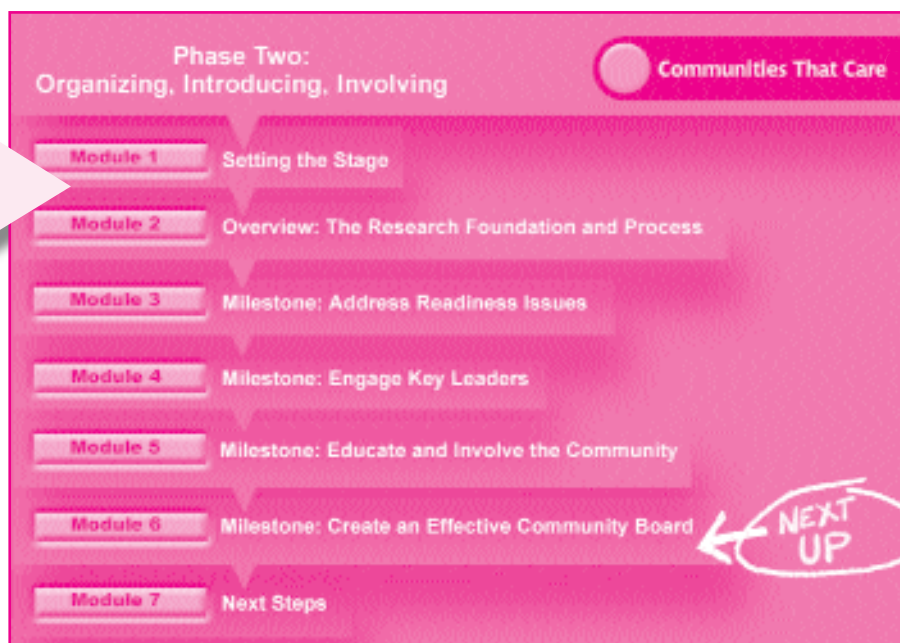 Phase Two:
Organizing, Introducing, Involving
Communities That Care
Module 1 Setting the Stage
Module 2 Overview: The Research Foundation and Process
Module 3 Milestone: Address Readiness Issues
Module 4 Milestone: Engage Key Leaders
Module 5 Milestone: Educate and Involve the Community
Module 6 Milestone: Create an Effective Community Board
NEXT
UP
Module 7 Next Steps